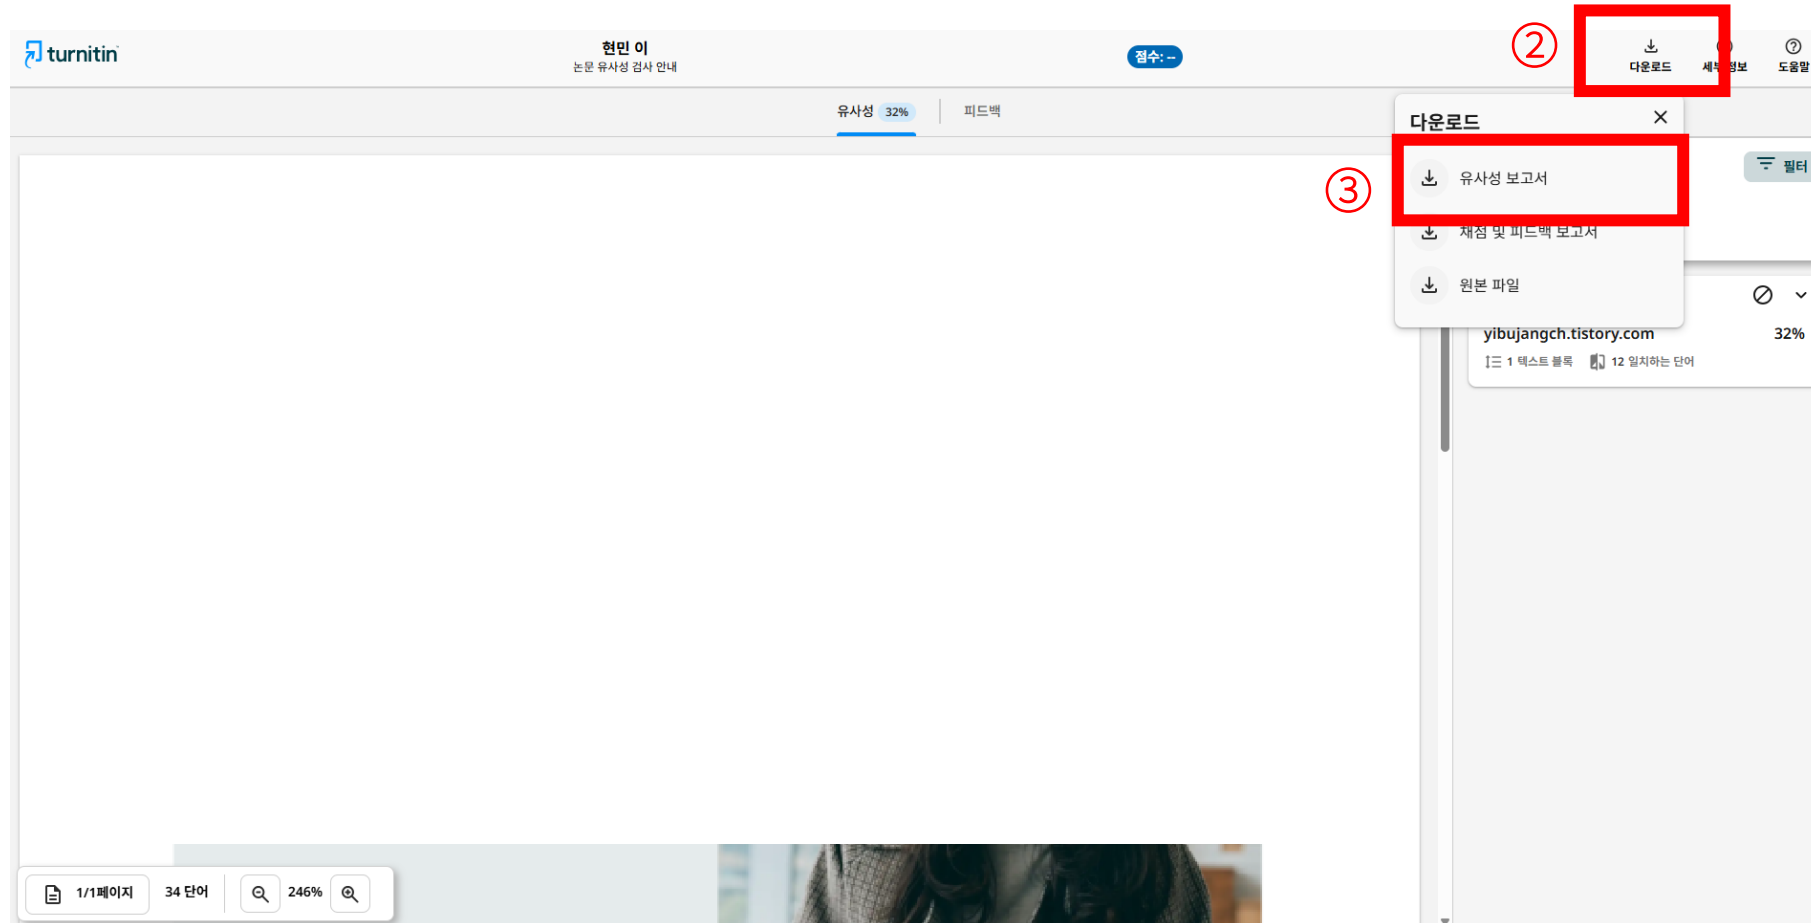 turnitin
현민 이
논문 유사성 검사 안내
점수: --
②
다운로드
세부 정보
도움말
유사성 32%
피드백
다운로드
필터
③
유사성 보고서
채점 및 피드백 보고서
원본 파일
yibujangch.tistory.com 32%
1 텍스트 블록 12 일치하는 단어
1/1페이지 34 단어 246%